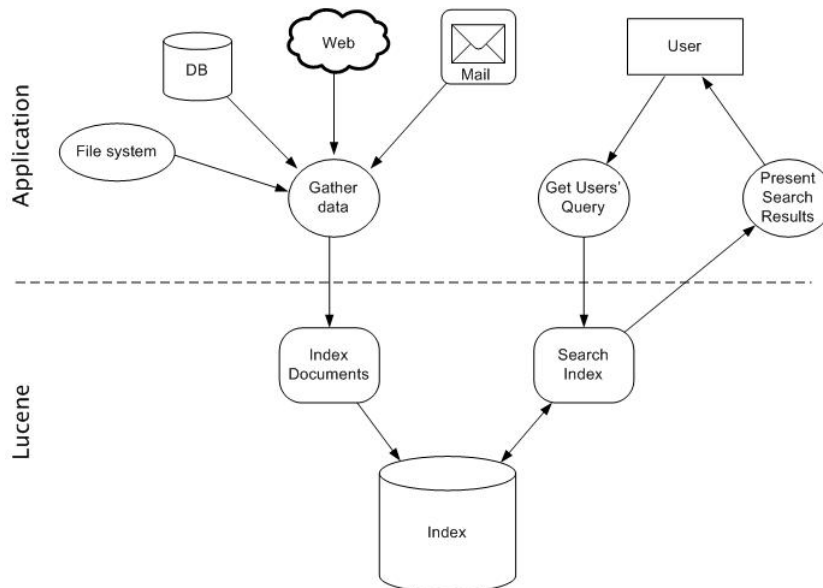 Application
DB
Web
Mail
User
File system
Gather
data
Get Users'
Query
Present
Search
Results
Lucene
Index
Documents
Search
Index
Index